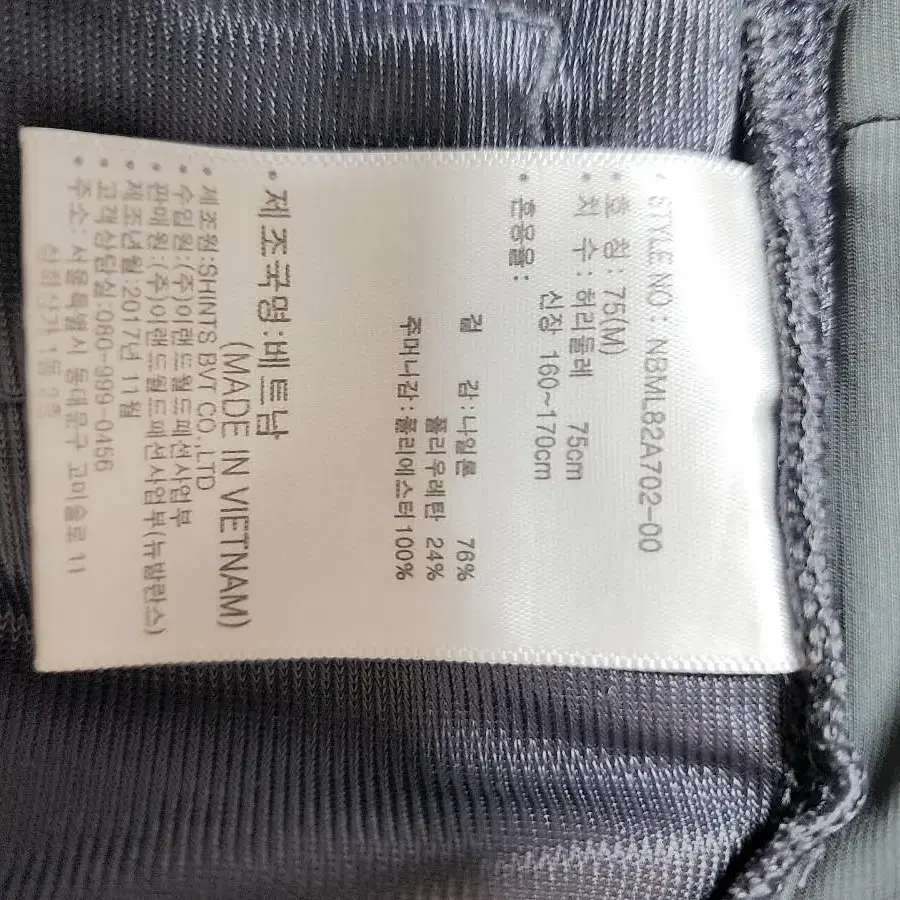 STYLE NO : NBML82A702-00
• 호 칭 : 75(M)
• 치 수 : 허리둘레 75cm
신장 160~170cm
• 혼용율 :
겉 감 : 나일론 76%
폴리우레탄 24%
주머니감 : 폴리에스터 100%
• 제조국명 : 베트남
(MADE IN VIETNAM)
• 제조원 : SHINTS BVT CO.,LTD
• 수입원 : (주)이랜드월드패션사업부
• 판매원 : (주)이랜드월드패션사업부(뉴발란스)
• 제조년월 : 2017년 11월
• 고객상담실 : 080-999-0456
• 주소 : 서울특별시 동대문구 고미술로 11